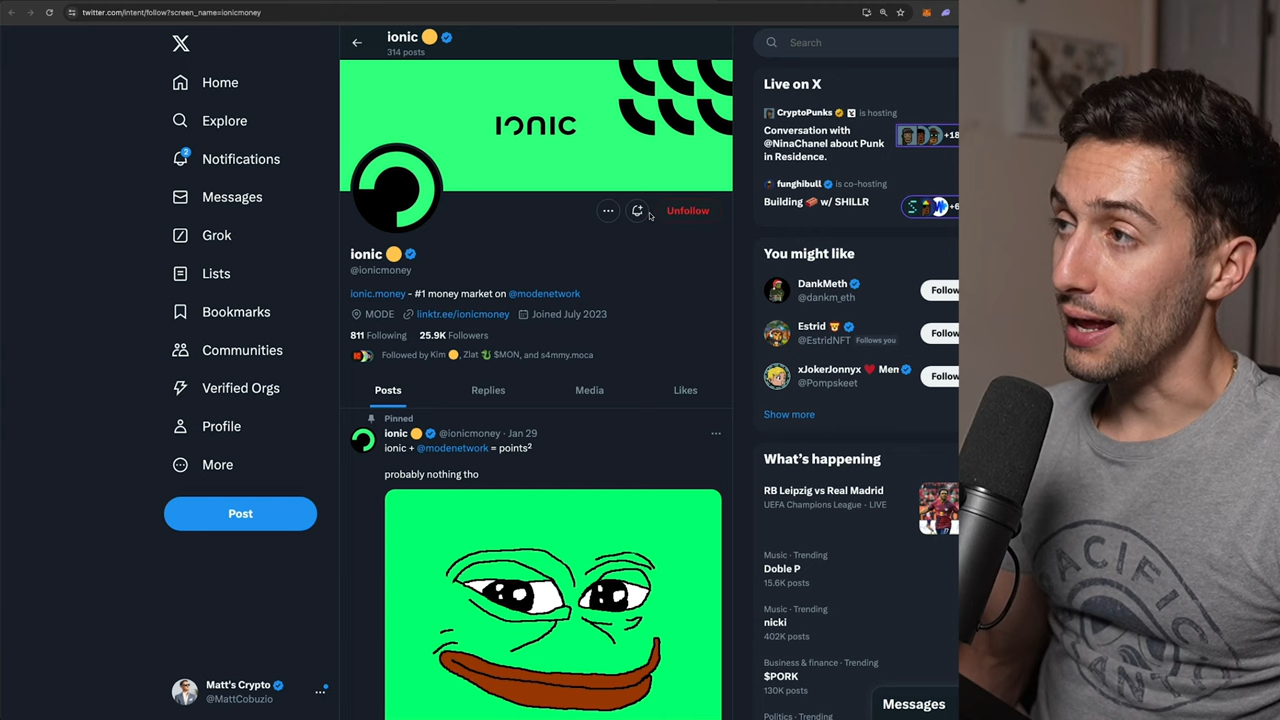 twitter.com/intent/follow?screen_name=ionicmoney
Home
Explore
2
Notifications
Messages
Grok
Lists
Bookmarks
Communities
Verified Orgs
Profile
More
Post
Matt's Crypto
@MattCobuzio
ionic
314 posts
IONIC
Unfollow
ionic
@ionicmoney
ionic.money - #1 money market on @modenetwork
MODE linktr.ee/ionicmoney Joined July 2023
811 Following 25.9K Followers
Followed by Kim, Zlat $MON, and s4mmy.moca
Posts Replies Media Likes
Pinned
ionic @ionicmoney · Jan 29
ionic + @modenetwork = points²
probably nothing tho
Search
Live on X
CryptoPunks is hosting
Conversation with
@NinaChanel about Punk
in Residence.
+18
funghibull is co-hosting
Building w/ SHILLR
+6
You might like
DankMeth
@dankm_eth
Follow
Estrid
@EstridNFT Follows you
Follow
xJokerJonnyx Mem
@Pompskeet
Follow
Show more
What's happening
RB Leipzig vs Real Madrid
UEFA Champions League · LIVE
Music · Trending
Doble P
15.6K posts
Music · Trending
nicki
402K posts
Business & finance · Trending
$PORK
130K posts
Politics · Trending
Messages
PACIFIC